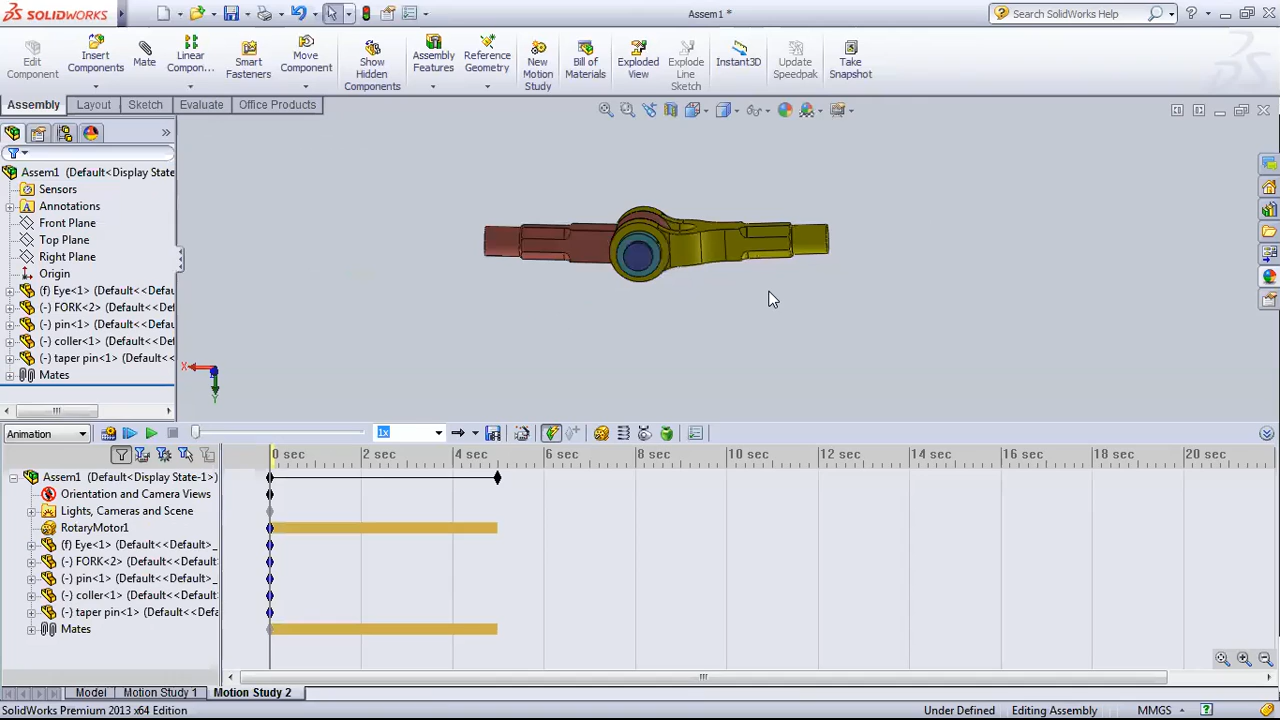 SOLIDWORKS
Assem1 *
Search SolidWorks Help
Edit Component
Insert Components
Mate
Linear Compon...
Smart Fasteners
Move Component
Show Hidden Components
Assembly Features
Reference Geometry
New Motion Study
Bill of Materials
Exploded View
Explode Line Sketch
Instant3D
Update Speedpak
Take Snapshot
Assembly Layout Sketch Evaluate Office Products
Assem1 (Default<Display State
Sensors
Annotations
Front Plane
Top Plane
Right Plane
Origin
(f) Eye<1> (Default<<Defau
(-) FORK<2> (Default<<Def
(-) pin<1> (Default<<Defau
(-) coller<1> (Default<<Def
(-) taper pin<1> (Default<<
Mates
X
Y
Animation
1x
0 sec 2 sec 4 sec 6 sec 8 sec 10 sec 12 sec 14 sec 16 sec 18 sec 20 sec
Assem1 (Default<Display State-1>)
Orientation and Camera Views
Lights, Cameras and Scene
RotaryMotor1
(f) Eye<1> (Default<<Default>_
(-) FORK<2> (Default<<Default
(-) pin<1> (Default<<Default>_
(-) coller<1> (Default<<Default
(-) taper pin<1> (Default<<Defa
Mates
Model Motion Study 1 Motion Study 2
SolidWorks Premium 2013 x64 Edition
Under Defined Editing Assembly MMGS